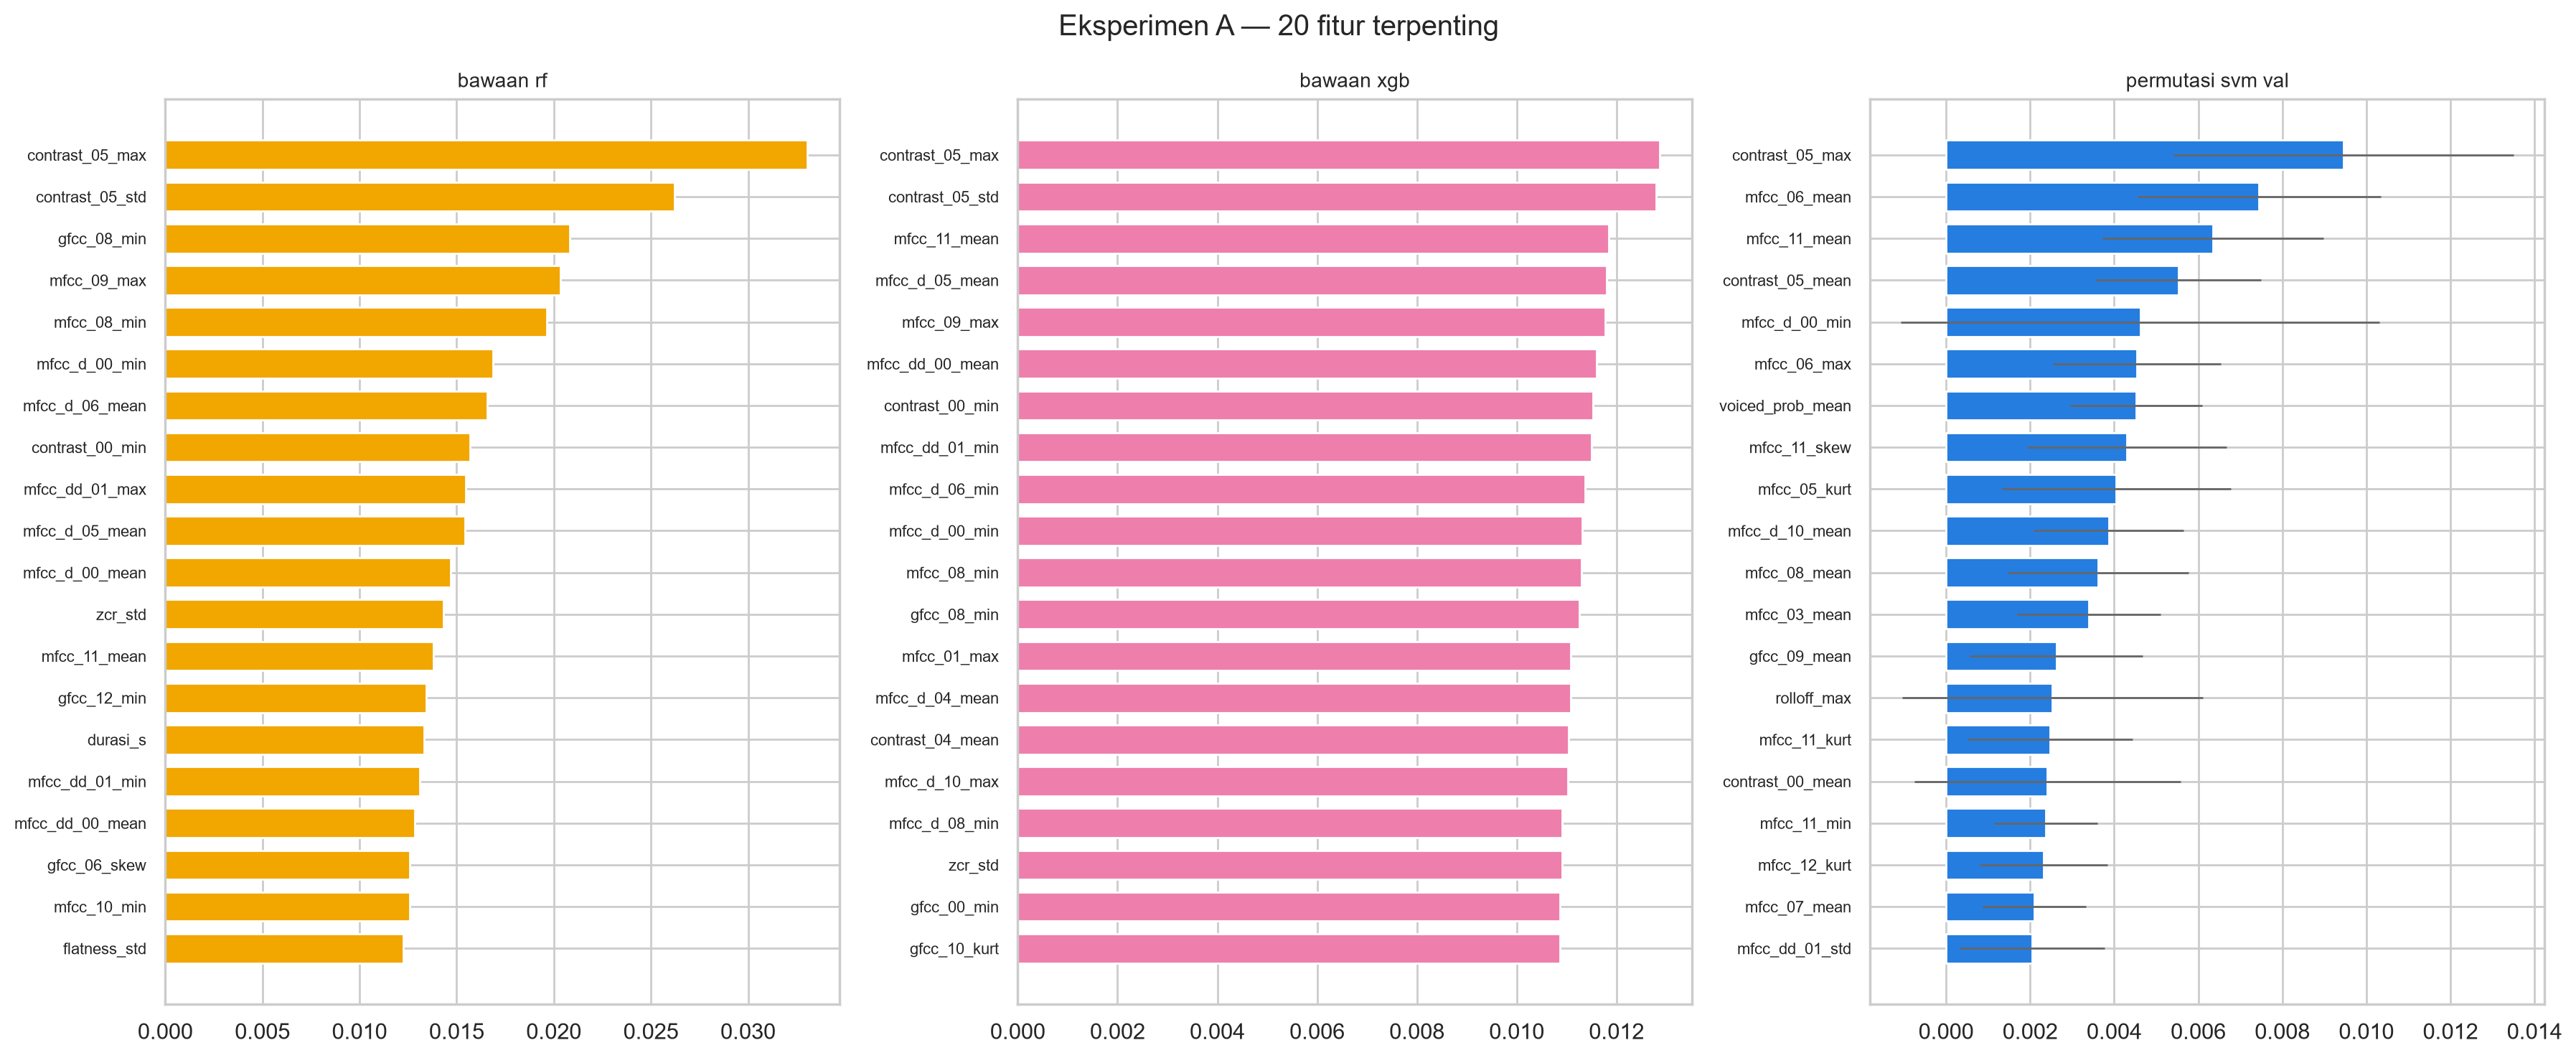 Eksperimen A — 20 fitur terpenting
bawaan rf
contrast_05_max
contrast_05_std
gfcc_08_min
mfcc_09_max
mfcc_08_min
mfcc_d_00_min
mfcc_d_06_mean
contrast_00_min
mfcc_dd_01_max
mfcc_d_05_mean
mfcc_d_00_mean
zcr_std
mfcc_11_mean
gfcc_12_min
durasi_s
mfcc_dd_01_min
mfcc_dd_00_mean
gfcc_06_skew
mfcc_10_min
flatness_std
0.000 0.005 0.010 0.015 0.020 0.025 0.030
bawaan xgb
contrast_05_max
contrast_05_std
mfcc_11_mean
mfcc_d_05_mean
mfcc_09_max
mfcc_dd_00_mean
contrast_00_min
mfcc_dd_01_min
mfcc_d_06_min
mfcc_d_00_min
mfcc_08_min
gfcc_08_min
mfcc_01_max
mfcc_d_04_mean
contrast_04_mean
mfcc_d_10_max
mfcc_d_08_min
zcr_std
gfcc_00_min
gfcc_10_kurt
0.000 0.002 0.004 0.006 0.008 0.010 0.012
permutasi svm val
contrast_05_max
mfcc_06_mean
mfcc_11_mean
contrast_05_mean
mfcc_d_00_min
mfcc_06_max
voiced_prob_mean
mfcc_11_skew
mfcc_05_kurt
mfcc_d_10_mean
mfcc_08_mean
mfcc_03_mean
gfcc_09_mean
rolloff_max
mfcc_11_kurt
contrast_00_mean
mfcc_11_min
mfcc_12_kurt
mfcc_07_mean
mfcc_dd_01_std
0.000 0.002 0.004 0.006 0.008 0.010 0.012 0.014